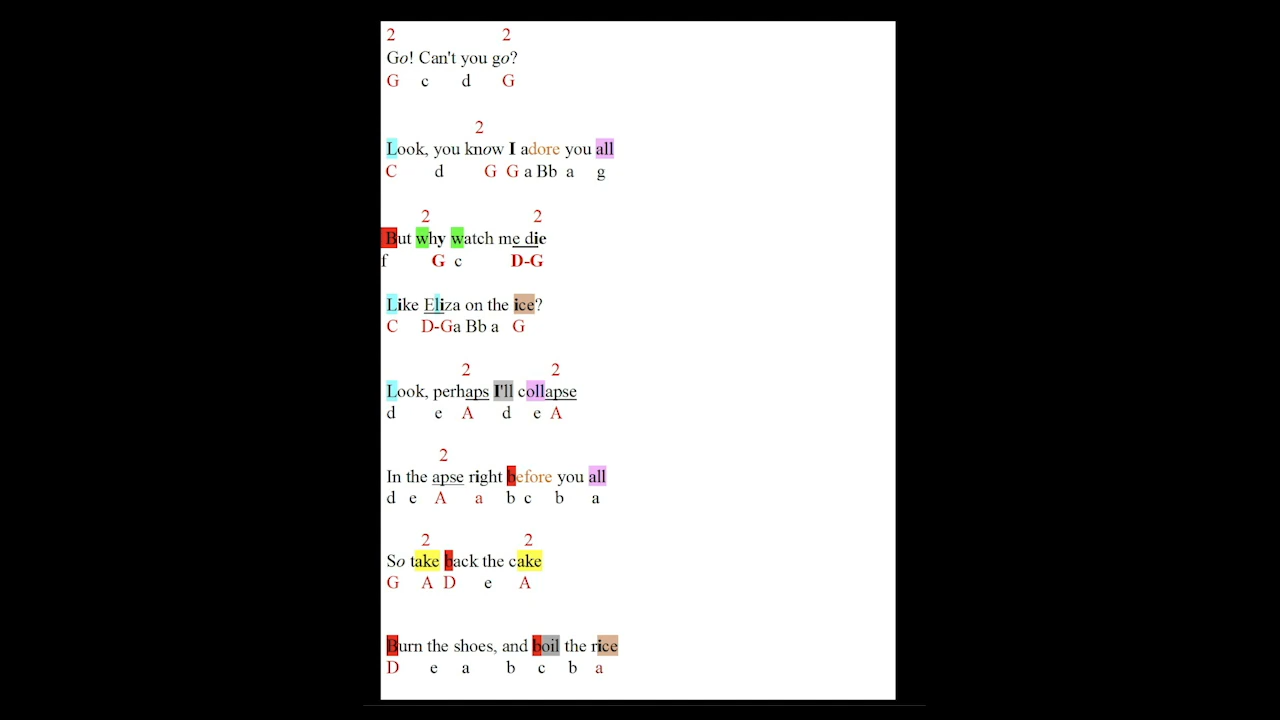 2 2
Go! Can't you go?
G c d G
2
Look, you know I adore you all
C d G G a Bb a g
2 2
But why watch me die
f G c D-G
Like Eliza on the ice?
C D-Ga Bb a G
2 2
Look, perhaps I'll collapse
d e A d e A
2
In the apse right before you all
d e A a b c b a
2 2
So take back the cake
G A D e A
Burn the shoes, and boil the rice
D e a b c b a